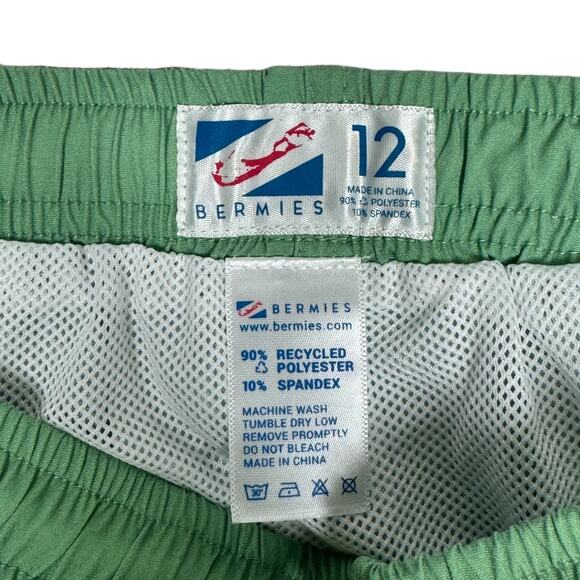 BERMIES
12
MADE IN CHINA
90% POLYESTER
10% SPANDEX
BERMIES
www.bermies.com
90% RECYCLED
POLYESTER
10% SPANDEX
MACHINE WASH
TUMBLE DRY LOW
REMOVE PROMPTLY
DO NOT BLEACH
MADE IN CHINA
30°